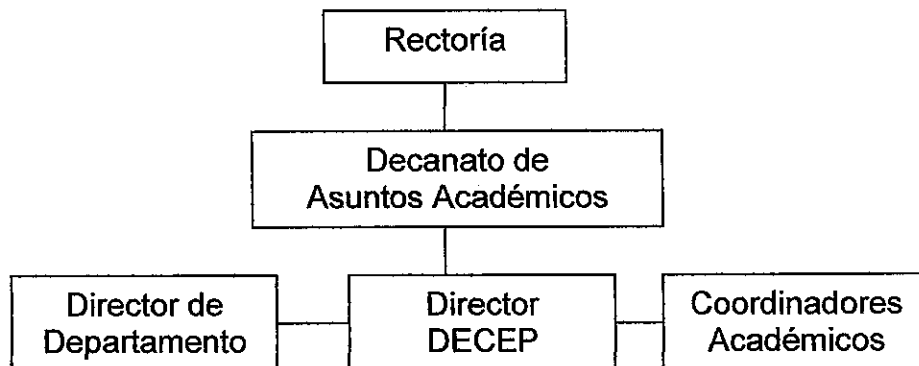 Rectoría
Decanato de
Asuntos Académicos
Director de
Departamento
Director
DECEP
Coordinadores
Académicos